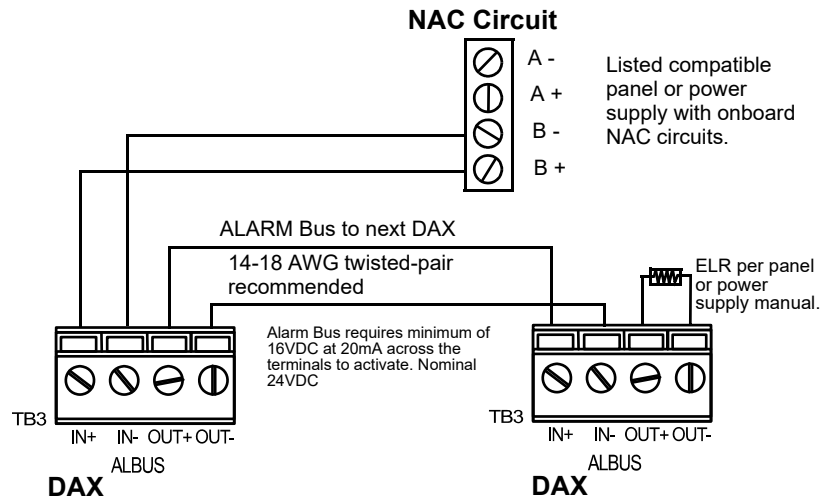 NAC Circuit
A -
A +
B -
B +
Listed compatible
panel or power
supply with onboard
NAC circuits.
ALARM Bus to next DAX
14-18 AWG twisted-pair
recommended
ELR per panel
or power
supply manual.
Alarm Bus requires minimum of
16VDC at 20mA across the
terminals to activate. Nominal
24VDC
TB3
IN+ IN- OUT+ OUT-
ALBUS
DAX
TB3
IN+ IN- OUT+ OUT-
ALBUS
DAX